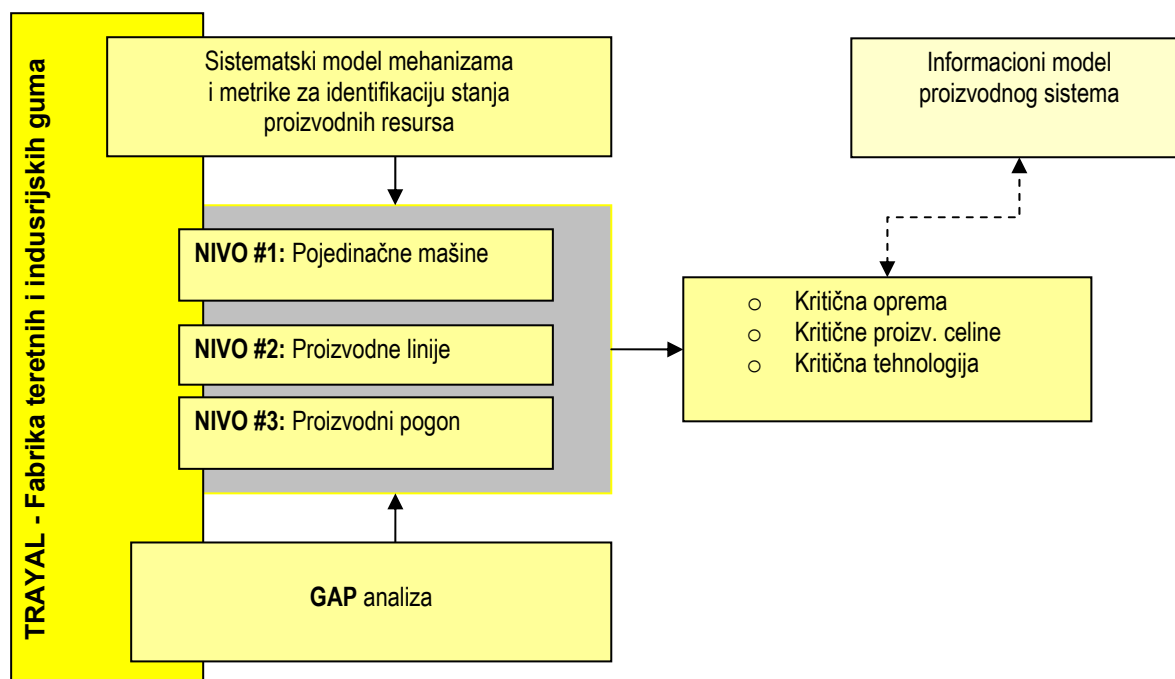 TRAYAL - Fabrika teretnih i indusrijskih guma
Sistematski model mehanizama
i metrike za identifikaciju stanja
proizvodnih resursa
Informacioni model
proizvodnog sistema
NIVO #1: Pojedinačne mašine
NIVO #2: Proizvodne linije
NIVO #3: Proizvodni pogon
o Kritična oprema
o Kritične proizv. celine
o Kritična tehnologija
GAP analiza